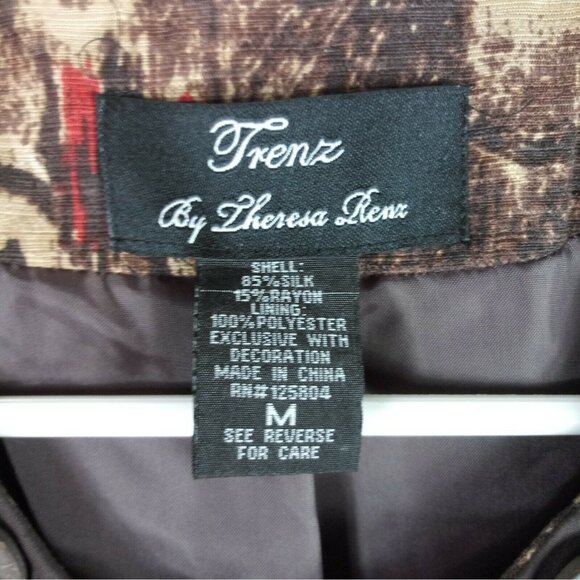 Trenz
By Theresa Renz
SHELL:
85%SILK
15%RAYON
LINING:
100%POLYESTER
EXCLUSIVE WITH
DECORATION
MADE IN CHINA
RN#125804
M
SEE REVERSE
FOR CARE